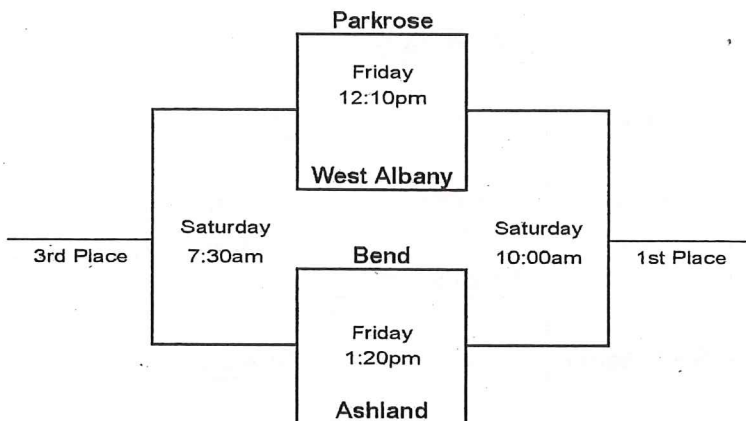 Parkrose
Friday
12:10pm
West Albany
Saturday
7:30am
3rd Place
Saturday
10:00am
1st Place
Bend
Friday
1:20pm
Ashland